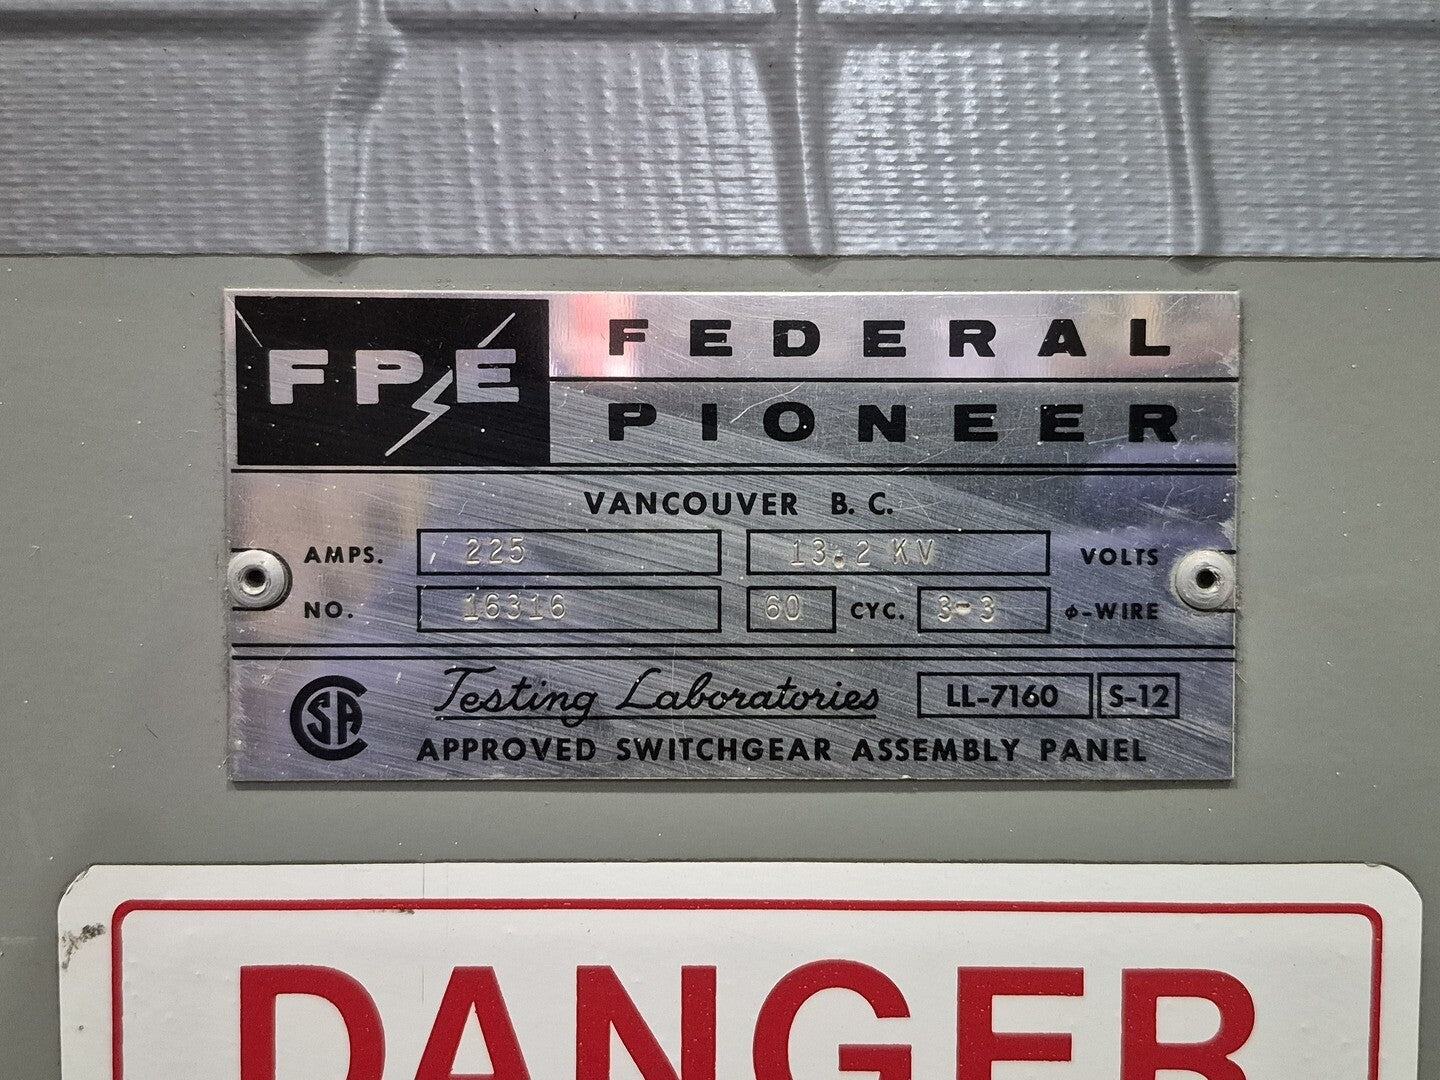 FPE FEDERAL
PIONEER
VANCOUVER B.C.
AMPS. 225 13.2 KV VOLTS
NO. 16316 60 CYC. 3-3 ø-WIRE
CSA Testing Laboratories LL-7160 S-12
APPROVED SWITCHGEAR ASSEMBLY PANEL
DANGER